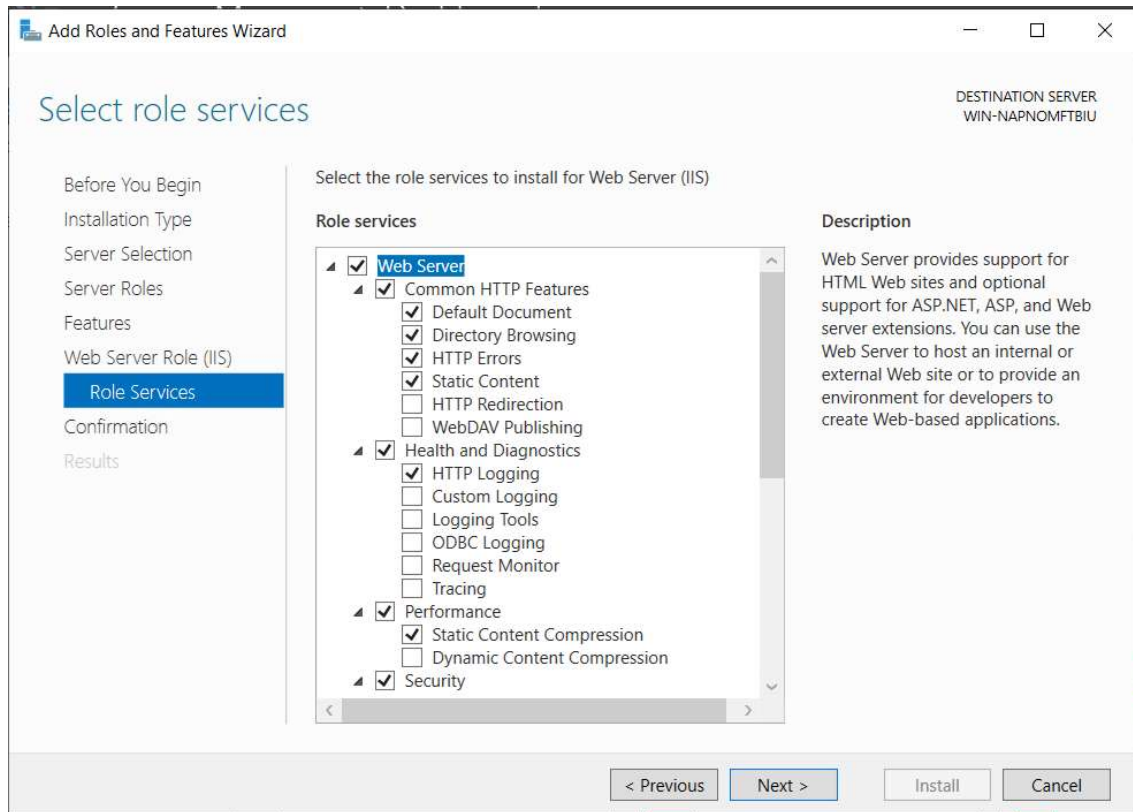 Add Roles and Features Wizard
Select role services
DESTINATION SERVER
WIN-NAPNOMFTBIU
Before You Begin
Installation Type
Server Selection
Server Roles
Features
Web Server Role (IIS)
Role Services
Confirmation
Results
Select the role services to install for Web Server (IIS)
Role services
Web Server
Common HTTP Features
Default Document
Directory Browsing
HTTP Errors
Static Content
HTTP Redirection
WebDAV Publishing
Health and Diagnostics
HTTP Logging
Custom Logging
Logging Tools
ODBC Logging
Request Monitor
Tracing
Performance
Static Content Compression
Dynamic Content Compression
Security
Description
Web Server provides support for
HTML Web sites and optional
support for ASP.NET, ASP, and Web
server extensions. You can use the
Web Server to host an internal or
external Web site or to provide an
environment for developers to
create Web-based applications.
< Previous
Next >
Install
Cancel